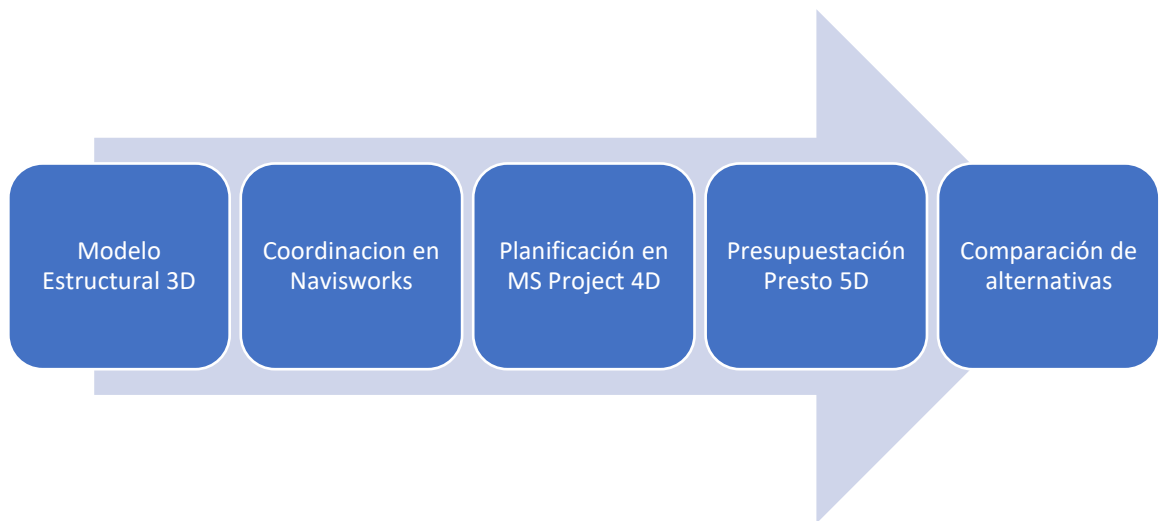 Modelo
Estructural 3D
Coordinacion en
Navisworks
Planificación en
MS Project 4D
Presupuestación
Presto 5D
Comparación de
alternativas